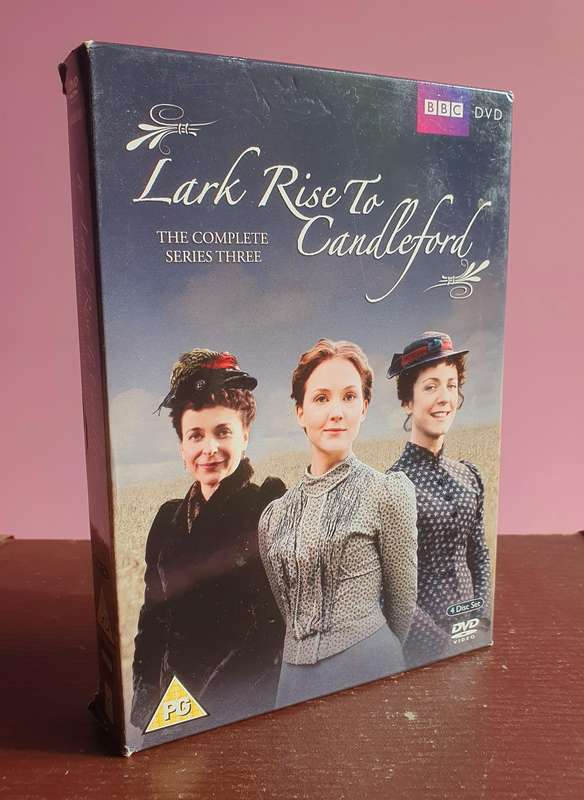 BBC DVD
Lark Rise To
Candleford
THE COMPLETE
SERIES THREE
4 Disc Set
DVD
VIDEO
PG